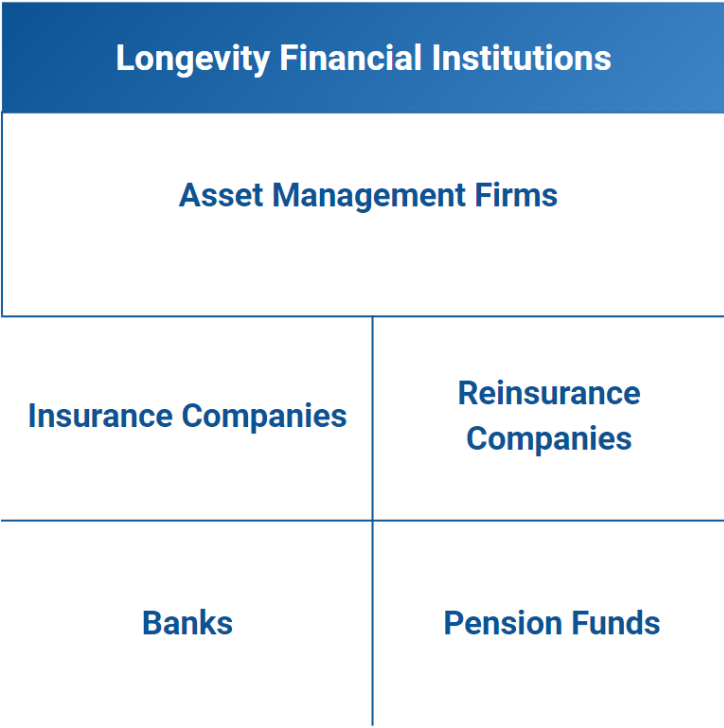 Longevity Financial Institutions
Asset Management Firms
Insurance Companies
Reinsurance
Companies
Banks
Pension Funds